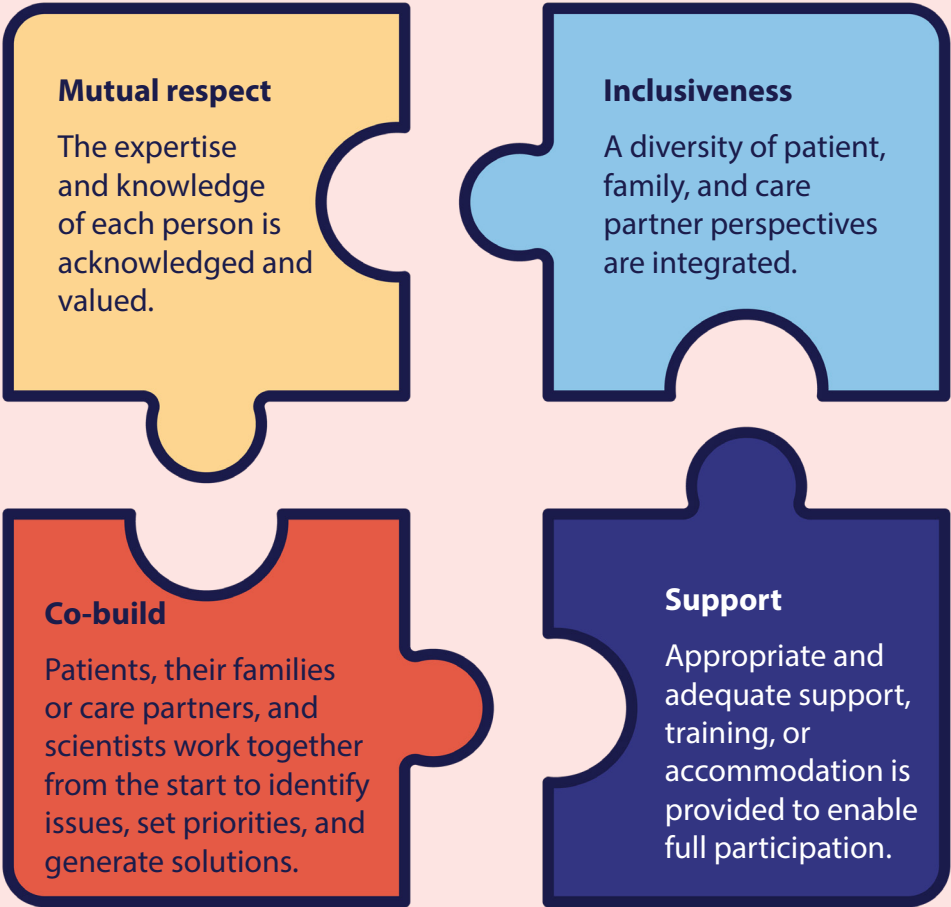 Mutual respect
The expertise
and knowledge
of each person is
acknowledged and
valued.
Inclusiveness
A diversity of patient,
family, and care
partner perspectives
are integrated.
Co-build
Patients, their families
or care partners, and
scientists work together
from the start to identify
issues, set priorities, and
generate solutions.
Support
Appropriate and
adequate support,
training, or
accommodation is
provided to enable
full participation.